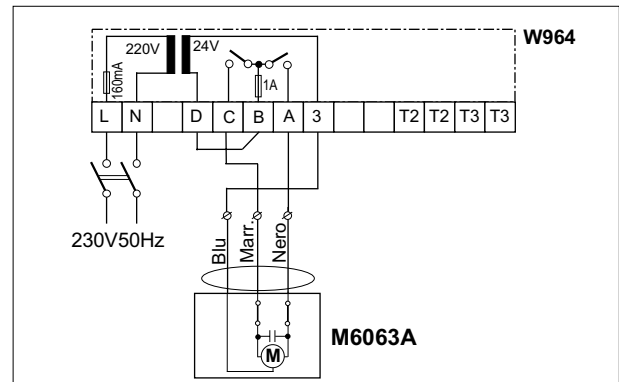 W964
220V 24V
160mA
1A
L N D C B A 3 T2 T2 T3 T3
230V50Hz
Blu
Marr.
Nero
M
M6063A